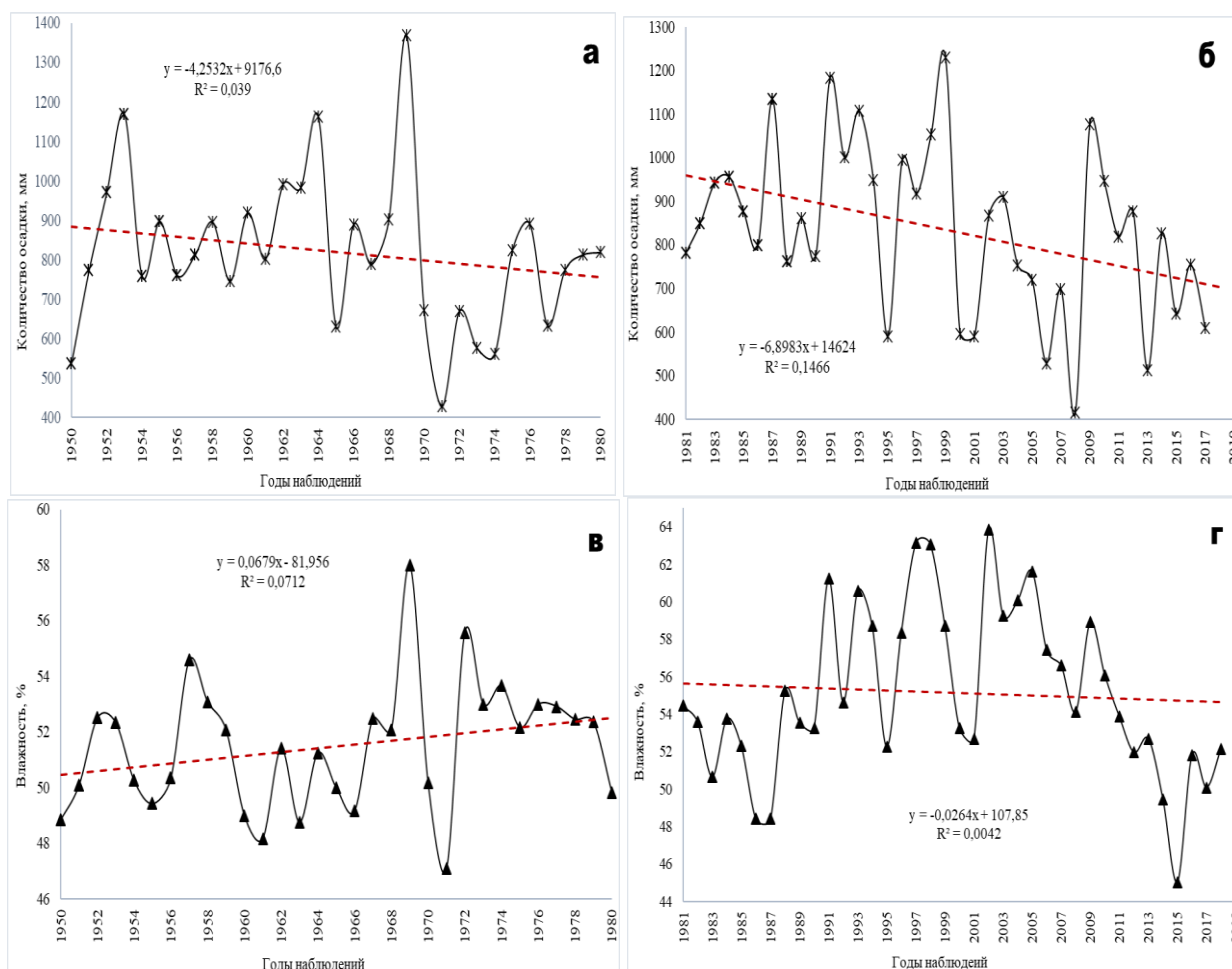 а
y = -4,2532x + 9176,6
R² = 0,039
Количество осадки, мм
1400
1300
1200
1100
1000
900
800
700
600
500
400
1950 1952 1954 1956 1958 1960 1962 1964 1966 1968 1970 1972 1974 1976 1978 1980
Годы наблюдений
б
y = -6,8983x + 14624
R² = 0,1466
Количество осадки, мм
1300
1200
1100
1000
900
800
700
600
500
400
1981 1983 1985 1987 1989 1991 1993 1995 1997 1999 2001 2003 2005 2007 2009 2011 2013 2015 2017
Годы наблюдений
в
y = 0,0679x - 81,956
R² = 0,0712
Влажность, %
60
58
56
54
52
50
48
46
1950 1952 1954 1956 1958 1960 1962 1964 1966 1968 1970 1972 1974 1976 1978 1980
Годы наблюдений
г
y = -0,0264x + 107,85
R² = 0,0042
Влажность, %
64
62
60
58
56
54
52
50
48
46
44
1981 1983 1985 1987 1989 1991 1993 1995 1997 1999 2001 2003 2005 2007 2009 2011 2013 2015 2017
Годы наблюдеий